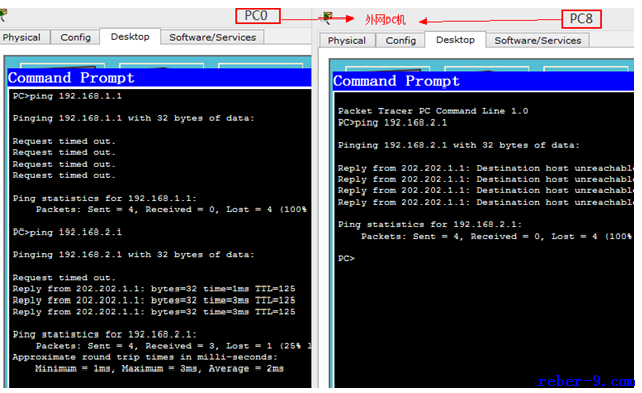 PC0
外网pc机
PC8
Physical Config Desktop Software/Services
Command Prompt
PC>ping 192.168.1.1
Pinging 192.168.1.1 with 32 bytes of data:
Request timed out.
Request timed out.
Request timed out.
Request timed out.
Ping statistics for 192.168.1.1:
Packets: Sent = 4, Received = 0, Lost = 4 (100%
PC>ping 192.168.2.1
Pinging 192.168.2.1 with 32 bytes of data:
Request timed out.
Reply from 202.202.1.1: bytes=32 time=1ms TTL=125
Reply from 202.202.1.1: bytes=32 time=3ms TTL=125
Reply from 202.202.1.1: bytes=32 time=3ms TTL=125
Ping statistics for 192.168.2.1:
Packets: Sent = 4, Received = 3, Lost = 1 (25% l
Approximate round trip times in milli-seconds:
Minimum = 1ms, Maximum = 3ms, Average = 2ms
Physical Config Desktop Software/Services
Command Prompt
Packet Tracer PC Command Line 1.0
PC>ping 192.168.2.1
Pinging 192.168.2.1 with 32 bytes of data:
Reply from 202.202.1.1: Destination host unreachable
Reply from 202.202.1.1: Destination host unreachable
Reply from 202.202.1.1: Destination host unreachable
Reply from 202.202.1.1: Destination host unreachable
Ping statistics for 192.168.2.1:
Packets: Sent = 4, Received = 0, Lost = 4 (100%
PC>
reber-9.com